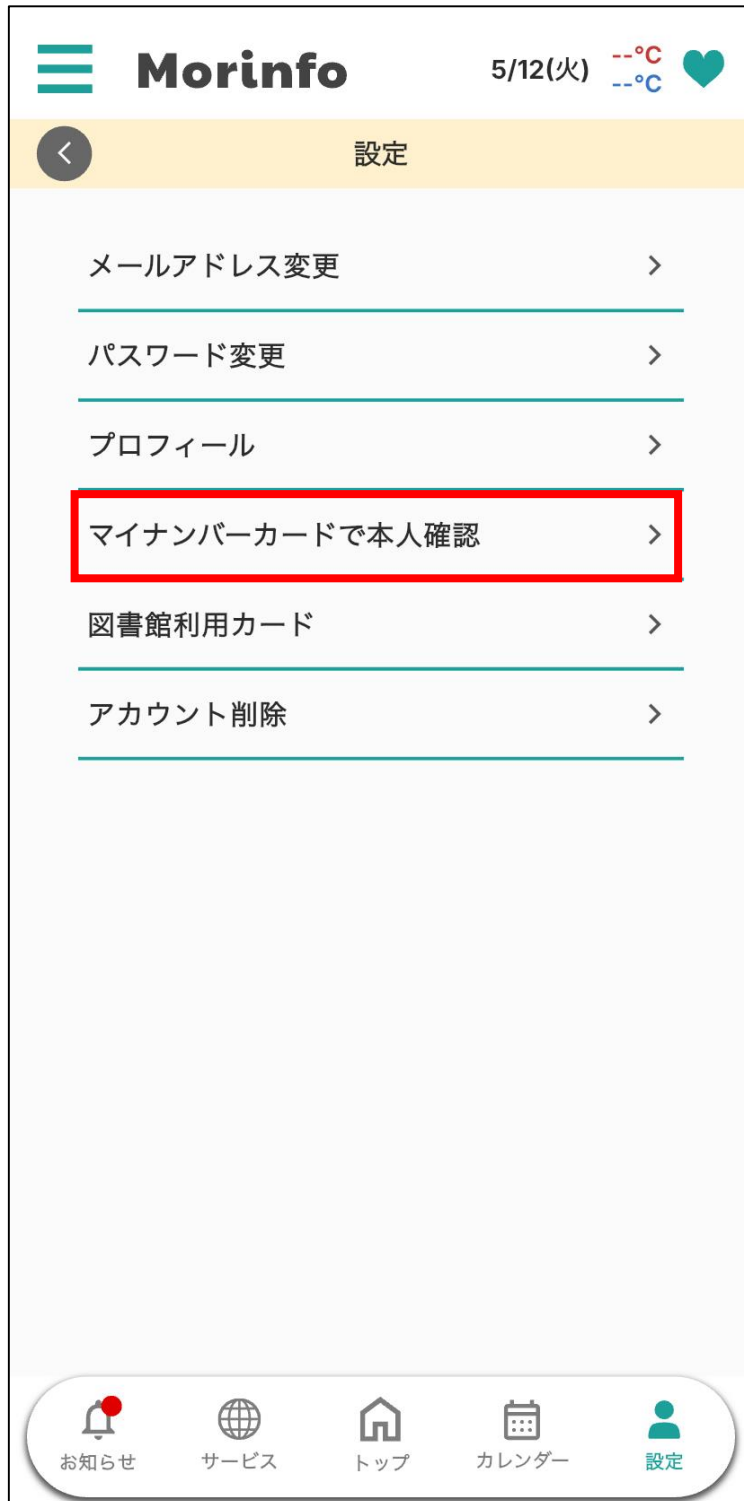 Morinfo
5/12(火)
--°C
--°C
設定
メールアドレス変更
パスワード変更
プロフィール
マイナンバーカードで本人確認
図書館利用カード
アカウント削除
お知らせ
サービス
トップ
カレンダー
設定